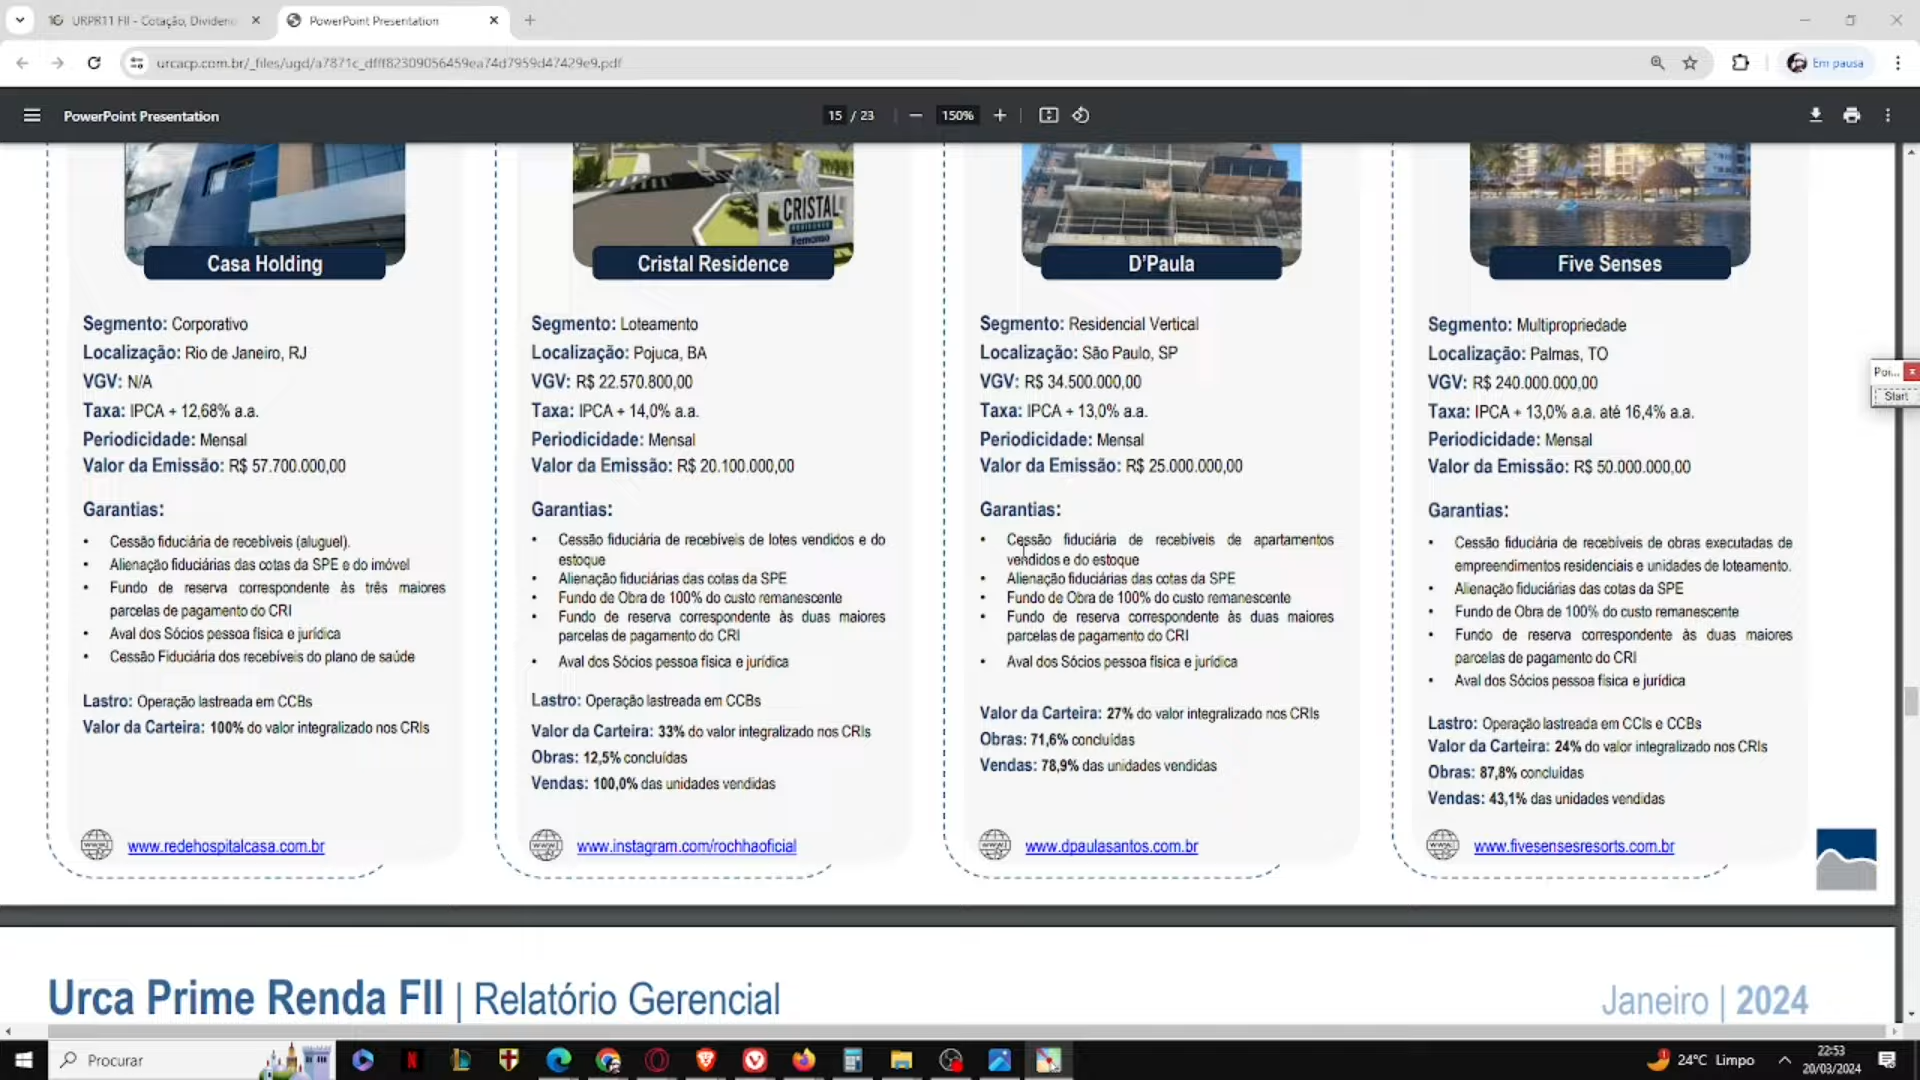 URPR11 FII - Cotação, Dividend
PowerPoint Presentation
urcacp.com.br/_files/ugd/a7871c_dfff82309056459ea74d7959d47429e9.pdf
Em pausa
PowerPoint Presentation
15 / 23
150%
CRISTAL
RESIDENCE
Remanso
Casa Holding
Segmento: Corporativo
Localização: Rio de Janeiro, RJ
VGV: N/A
Taxa: IPCA + 12,68% a.a.
Periodicidade: Mensal
Valor da Emissão: R$ 57.700.000,00
Garantias:
• Cessão fiduciária de recebíveis (aluguel).
• Alienação fiduciárias das cotas da SPE e do imóvel
• Fundo de reserva correspondente às três maiores
parcelas de pagamento do CRI
• Aval dos Sócios pessoa física e jurídica
• Cessão Fiduciária dos recebíveis do plano de saúde
Lastro: Operação lastreada em CCBs
Valor da Carteira: 100% do valor integralizado nos CRIs
www.redehospitalcasa.com.br
Cristal Residence
Segmento: Loteamento
Localização: Pojuca, BA
VGV: R$ 22.570.800,00
Taxa: IPCA + 14,0% a.a.
Periodicidade: Mensal
Valor da Emissão: R$ 20.100.000,00
Garantias:
• Cessão fiduciária de recebíveis de lotes vendidos e do
estoque
• Alienação fiduciárias das cotas da SPE
• Fundo de Obra de 100% do custo remanescente
• Fundo de reserva correspondente às duas maiores
parcelas de pagamento do CRI
• Aval dos Sócios pessoa física e jurídica
Lastro: Operação lastreada em CCBs
Valor da Carteira: 33% do valor integralizado nos CRIs
Obras: 12,5% concluídas
Vendas: 100,0% das unidades vendidas
www.instagram.com/rochhaoficial
D'Paula
Segmento: Residencial Vertical
Localização: São Paulo, SP
VGV: R$ 34.500.000,00
Taxa: IPCA + 13,0% a.a.
Periodicidade: Mensal
Valor da Emissão: R$ 25.000.000,00
Garantias:
• Cessão fiduciária de recebíveis de apartamentos
vendidos e do estoque
• Alienação fiduciárias das cotas da SPE
• Fundo de Obra de 100% do custo remanescente
• Fundo de reserva correspondente às duas maiores
parcelas de pagamento do CRI
• Aval dos Sócios pessoa física e jurídica
Valor da Carteira: 27% do valor integralizado nos CRIs
Obras: 71,6% concluídas
Vendas: 78,9% das unidades vendidas
www.dpaulasantos.com.br
Five Senses
Segmento: Multipropriedade
Localização: Palmas, TO
VGV: R$ 240.000.000,00
Taxa: IPCA + 13,0% a.a. até 16,4% a.a.
Periodicidade: Mensal
Valor da Emissão: R$ 50.000.000,00
Garantias:
• Cessão fiduciária de recebíveis de obras executadas de
empreendimentos residenciais e unidades de loteamento.
• Alienação fiduciárias das cotas da SPE
• Fundo de Obra de 100% do custo remanescente
• Fundo de reserva correspondente às duas maiores
parcelas de pagamento do CRI
• Aval dos Sócios pessoa física e jurídica
Lastro: Operação lastreada em CCIs e CCBs
Valor da Carteira: 24% do valor integralizado nos CRIs
Obras: 87,8% concluídas
Vendas: 43,1% das unidades vendidas
www.fivesensesresorts.com.br
Poi...
Start
Urca Prime Renda FII | Relatório Gerencial
Janeiro | 2024
Procurar
24°C Limpo
22:53
20/03/2024